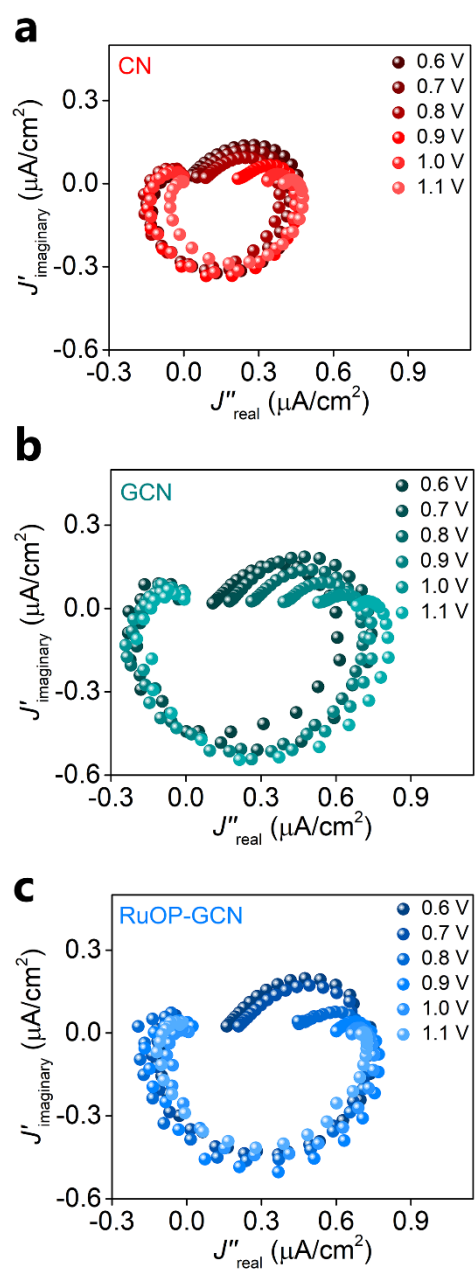 a
CN
0.6 V
0.7 V
0.8 V
0.9 V
1.0 V
1.1 V
0.3
0.0
-0.3
-0.6
J′imaginary (μA/cm²)
-0.3 0.0 0.3 0.6 0.9
J″real (μA/cm²)
b
GCN
0.6 V
0.7 V
0.8 V
0.9 V
1.0 V
1.1 V
0.3
0.0
-0.3
-0.6
J′imaginary (μA/cm²)
-0.3 0.0 0.3 0.6 0.9
J″real (μA/cm²)
c
RuOP-GCN
0.6 V
0.7 V
0.8 V
0.9 V
1.0 V
1.1 V
0.3
0.0
-0.3
-0.6
J′imaginary (μA/cm²)
-0.3 0.0 0.3 0.6 0.9
J″real (μA/cm²)